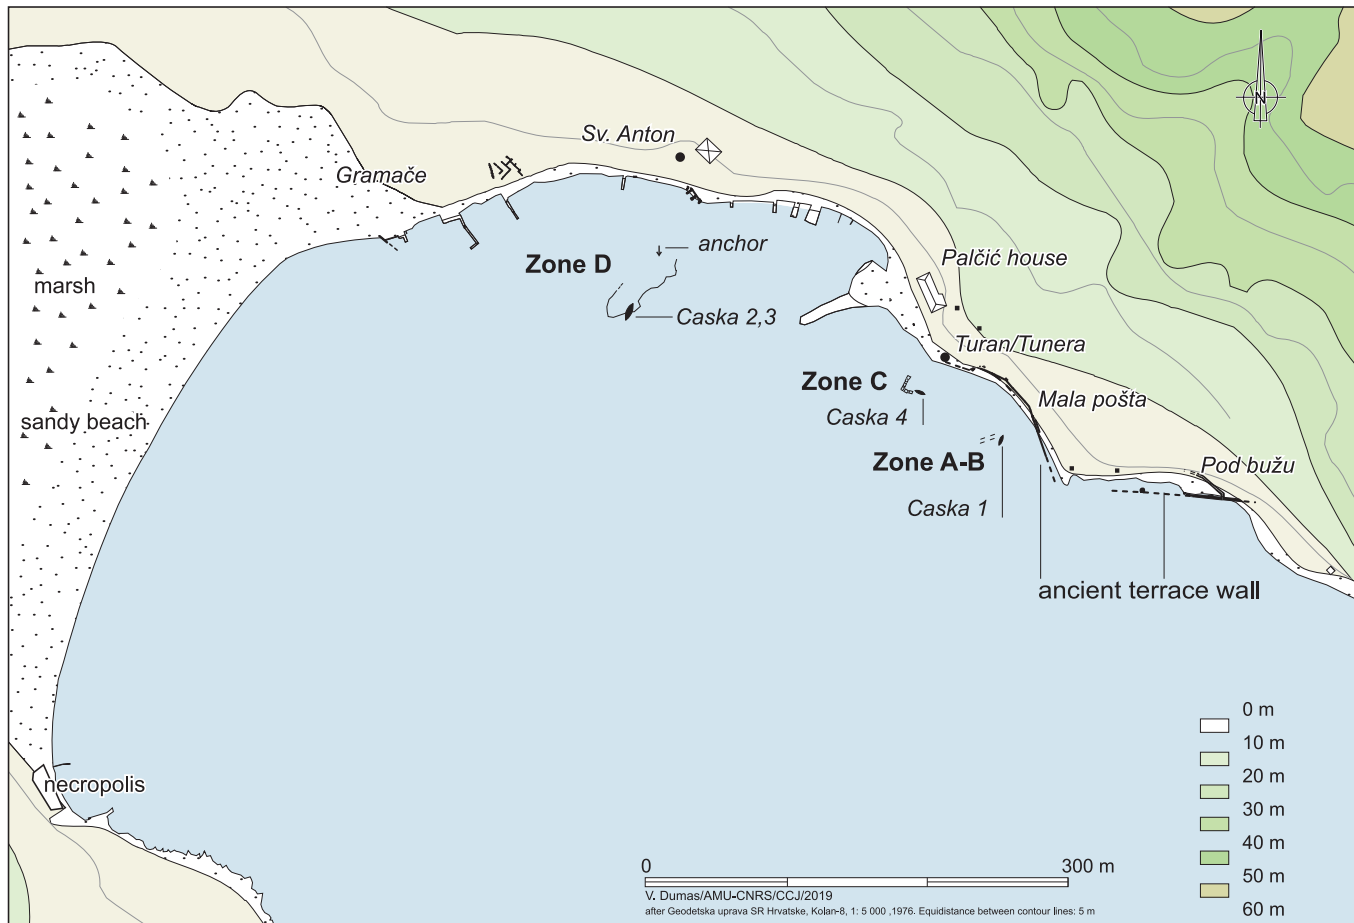 N
Sv. Anton
Gramače
anchor
Zone D
Palčić house
marsh
Caska 2,3
Turan/Tunera
Zone C
Mala pošta
sandy beach
Caska 4
Zone A-B
Pod bužu
Caska 1
ancient terrace wall
necropolis
0 m
10 m
20 m
30 m
40 m
50 m
60 m
0 300 m
V. Dumas/AMU-CNRS/CCJ/2019
after Geodetska uprava SR Hrvatske, Kolan-8, 1: 5 000 ,1976. Equidistance between contour lines: 5 m